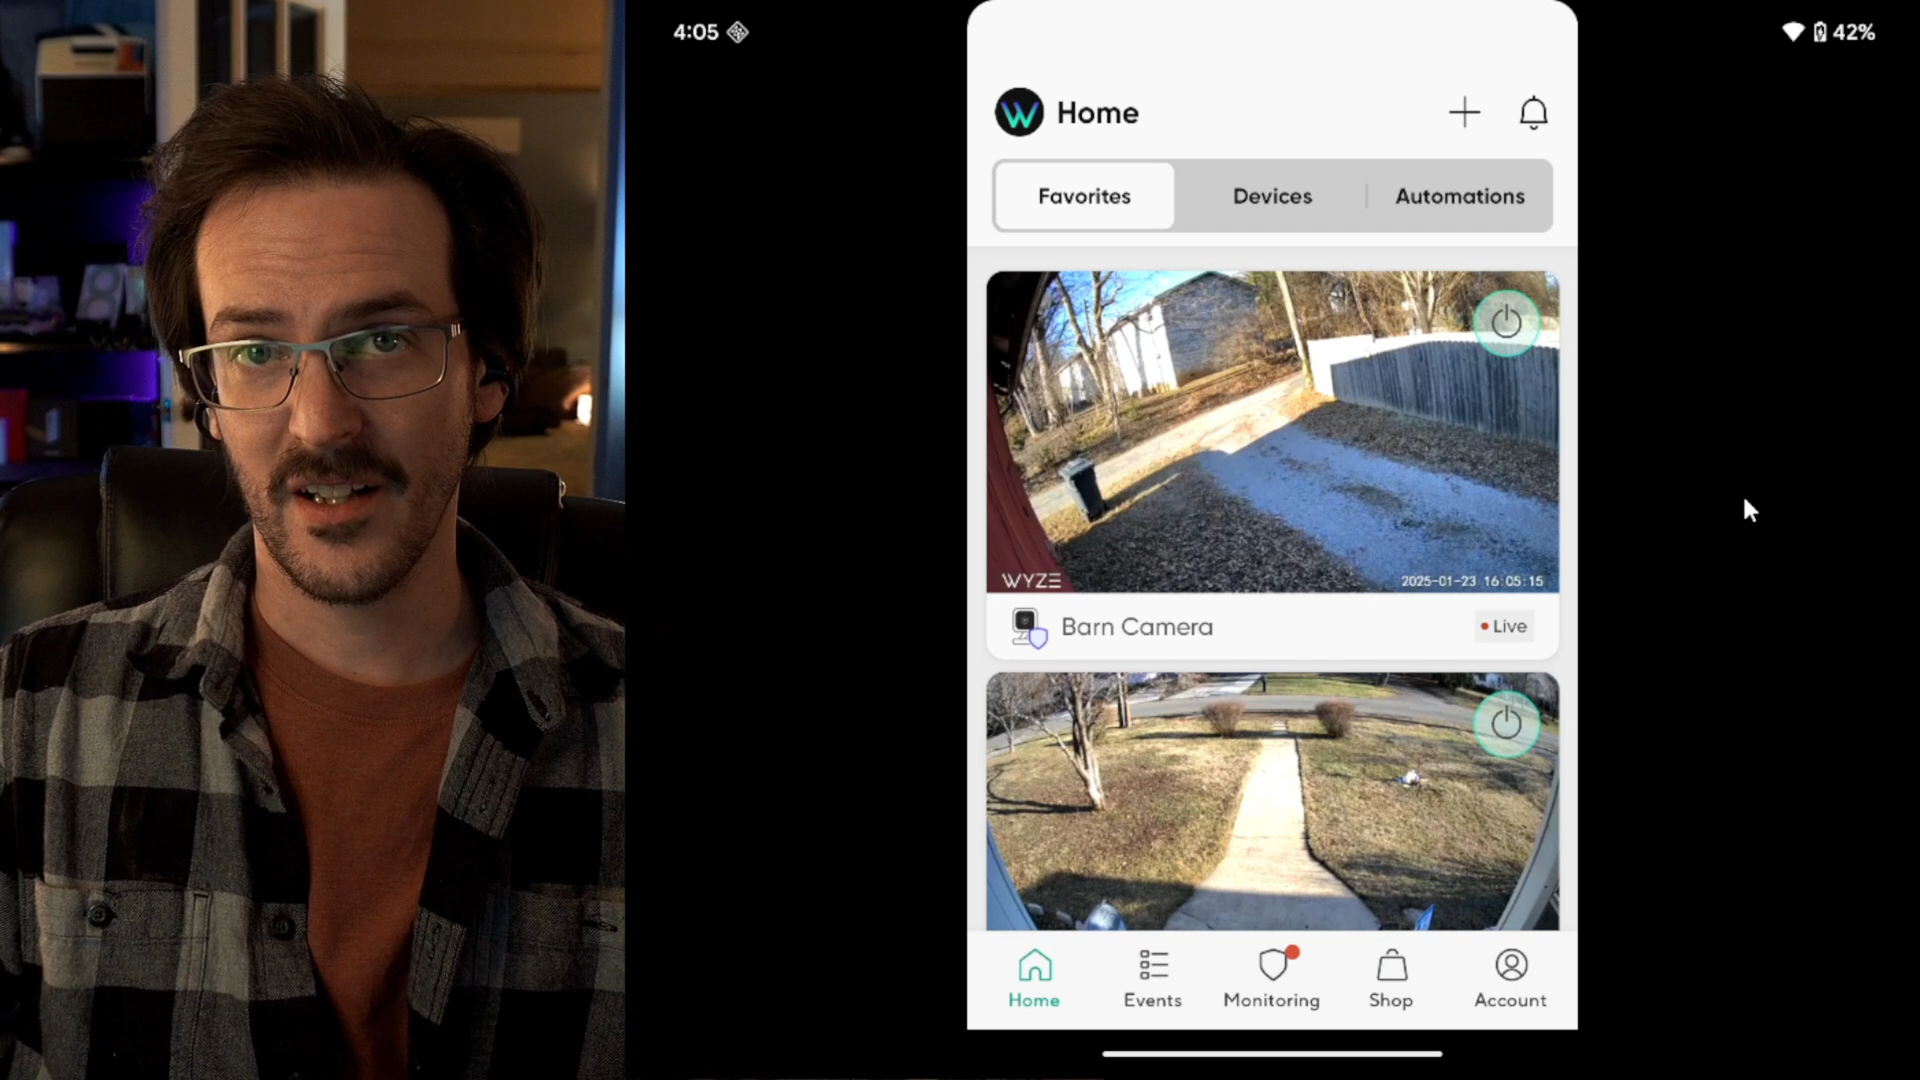 4:05
42%
Home
Favorites
Devices
Automations
WYZE
2025-01-23 16:05:15
Barn Camera
Live
Home
Events
Monitoring
Shop
Account